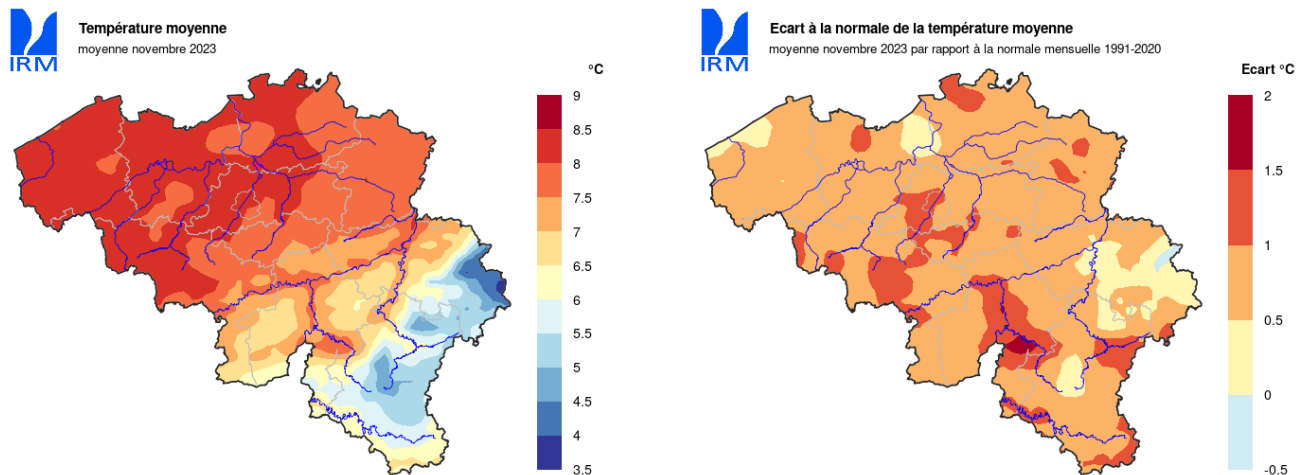 IRM
Température moyenne
moyenne novembre 2023
°C
9
8.5
8
7.5
7
6.5
6
5.5
5
4.5
4
3.5
IRM
Ecart à la normale de la température moyenne
moyenne novembre 2023 par rapport à la normale mensuelle 1991-2020
Ecart °C
2
1.5
1
0.5
0
-0.5